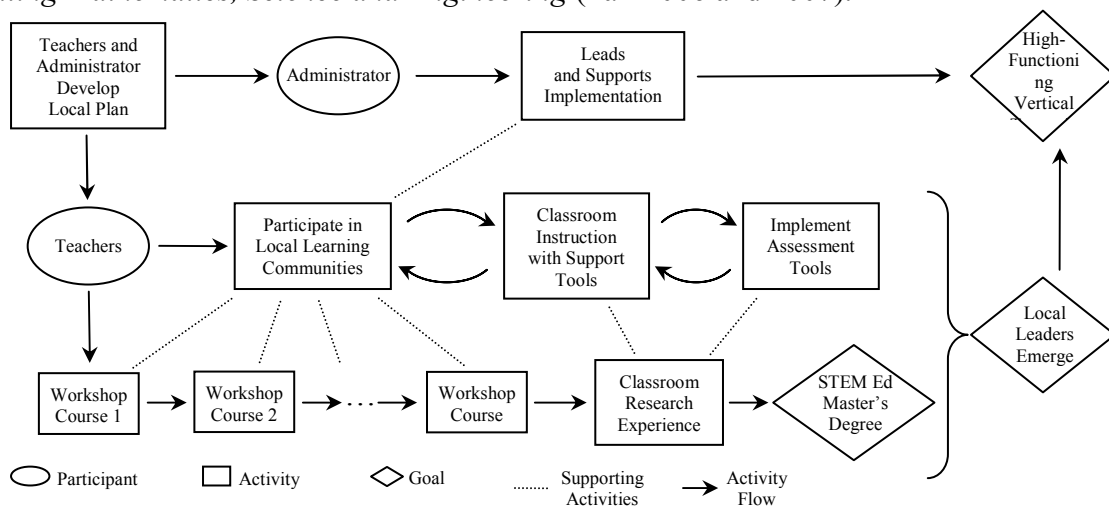 Teachers and
Administrator
Develop
Local Plan
Administrator
Leads
and Supports
Implementation
High-
Functioni
ng
Vertical
Teachers
Participate in
Local Learning
Communities
Classroom
Instruction
with Support
Tools
Implement
Assessment
Tools
Local
Leaders
Emerge
Workshop
Course 1
Workshop
Course 2
. . .
Workshop
Course
Classroom
Research
Experience
STEM Ed
Master's
Degree
Participant
Activity
Goal
Supporting
Activities
Activity
Flow